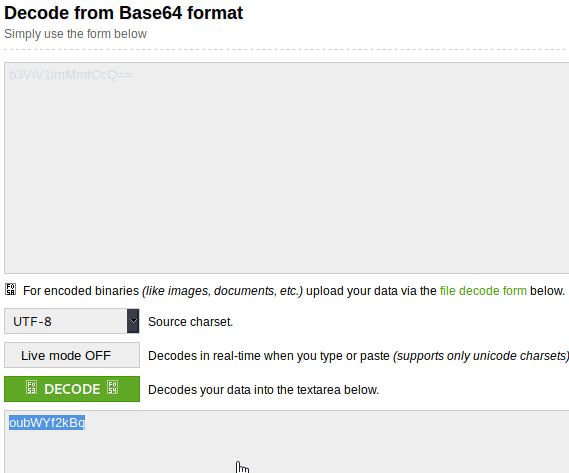 Decode from Base64 format
Simply use the form below
b3ViV1lmMmtCcQ==
For encoded binaries (like images, documents, etc.) upload your data via the file decode form below.
UTF-8 Source charset.
Live mode OFF Decodes in real-time when you type or paste (supports only unicode charsets)
DECODE Decodes your data into the textarea below.
oubWYf2kBq